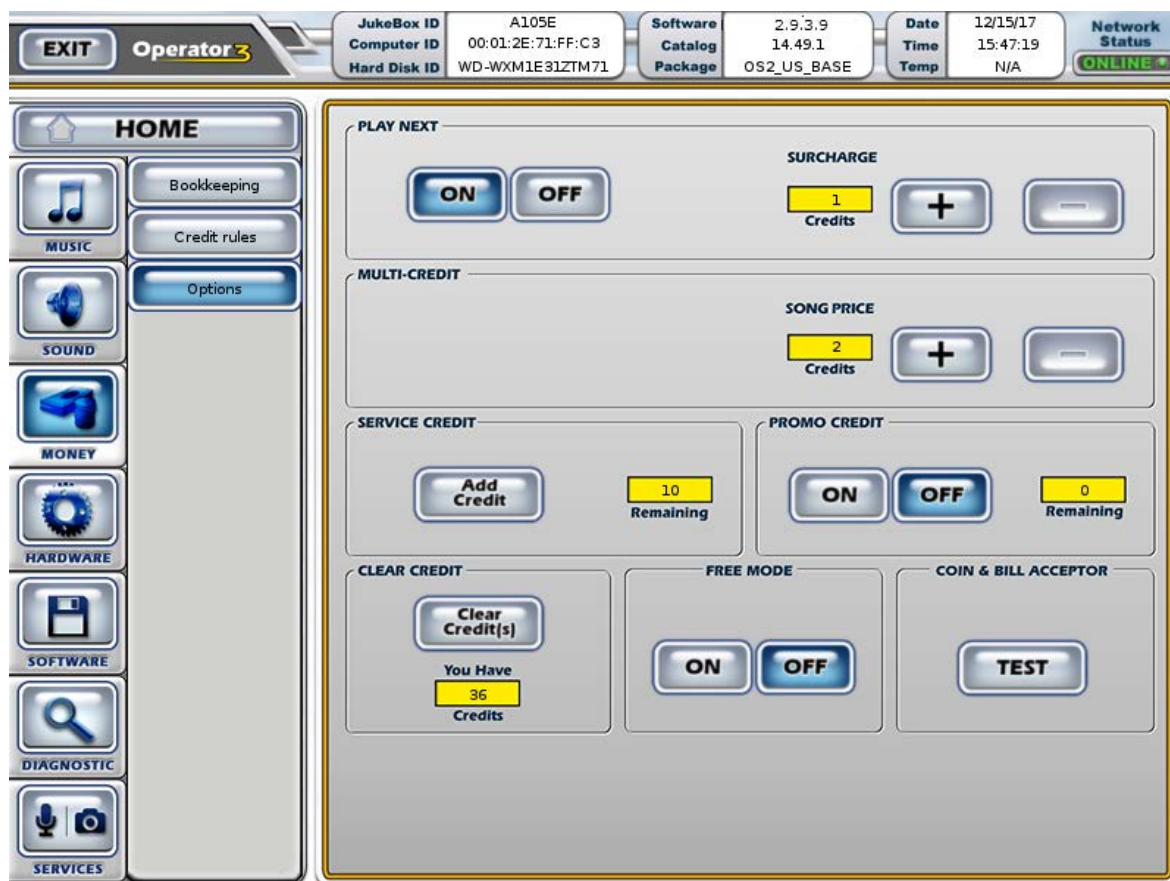 EXIT
Operator 3
JukeBox ID A105E
Computer ID 00:01:2E:71:FF:C3
Hard Disk ID WD-WXM1E31ZTM71
Software 2.9.3.9
Catalog 14.49.1
Package OS2_US_BASE
Date 12/15/17
Time 15:47:19
Temp N/A
Network
Status
ONLINE
HOME
MUSIC
SOUND
MONEY
HARDWARE
SOFTWARE
DIAGNOSTIC
SERVICES
Bookkeeping
Credit rules
Options
PLAY NEXT
ON OFF
SURCHARGE
1
Credits
+ −
MULTI-CREDIT
SONG PRICE
2
Credits
+ −
SERVICE CREDIT
Add
Credit
10
Remaining
PROMO CREDIT
ON OFF
0
Remaining
CLEAR CREDIT
Clear
Credit(s)
You Have
36
Credits
FREE MODE
ON OFF
COIN & BILL ACCEPTOR
TEST